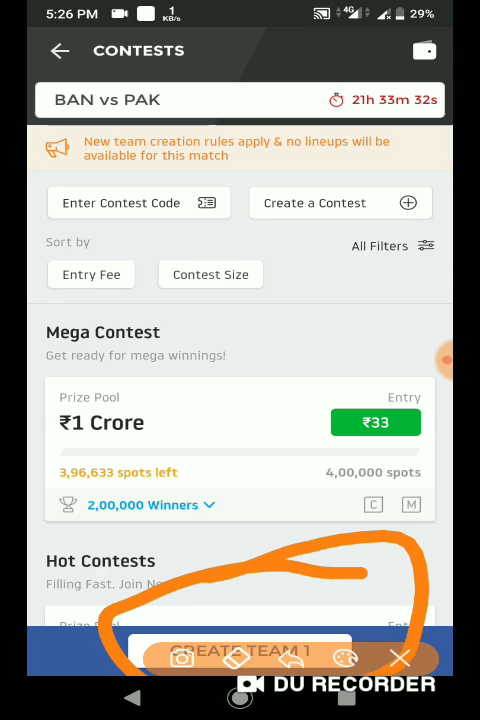 5:26 PM 1 KB/s 4G 29%
CONTESTS
BAN vs PAK 21h 33m 32s
New team creation rules apply & no lineups will be
available for this match
Enter Contest Code Create a Contest
Sort by All Filters
Entry Fee Contest Size
Mega Contest
Get ready for mega winnings!
Prize Pool Entry
₹1 Crore ₹33
3,96,633 spots left 4,00,000 spots
2,00,000 Winners C M
Hot Contests
Filling Fast. Join
Prize
CREATE TEAM 1
DU RECORDER